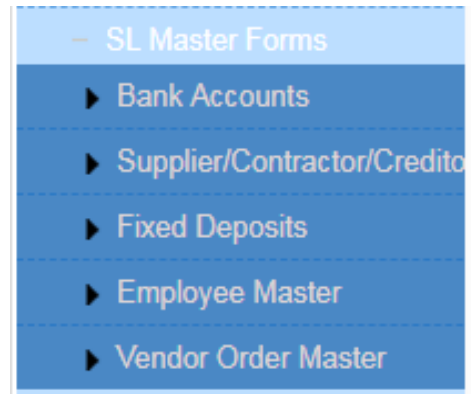 SL Master Forms
Bank Accounts
Supplier/Contractor/Credito
Fixed Deposits
Employee Master
Vendor Order Master